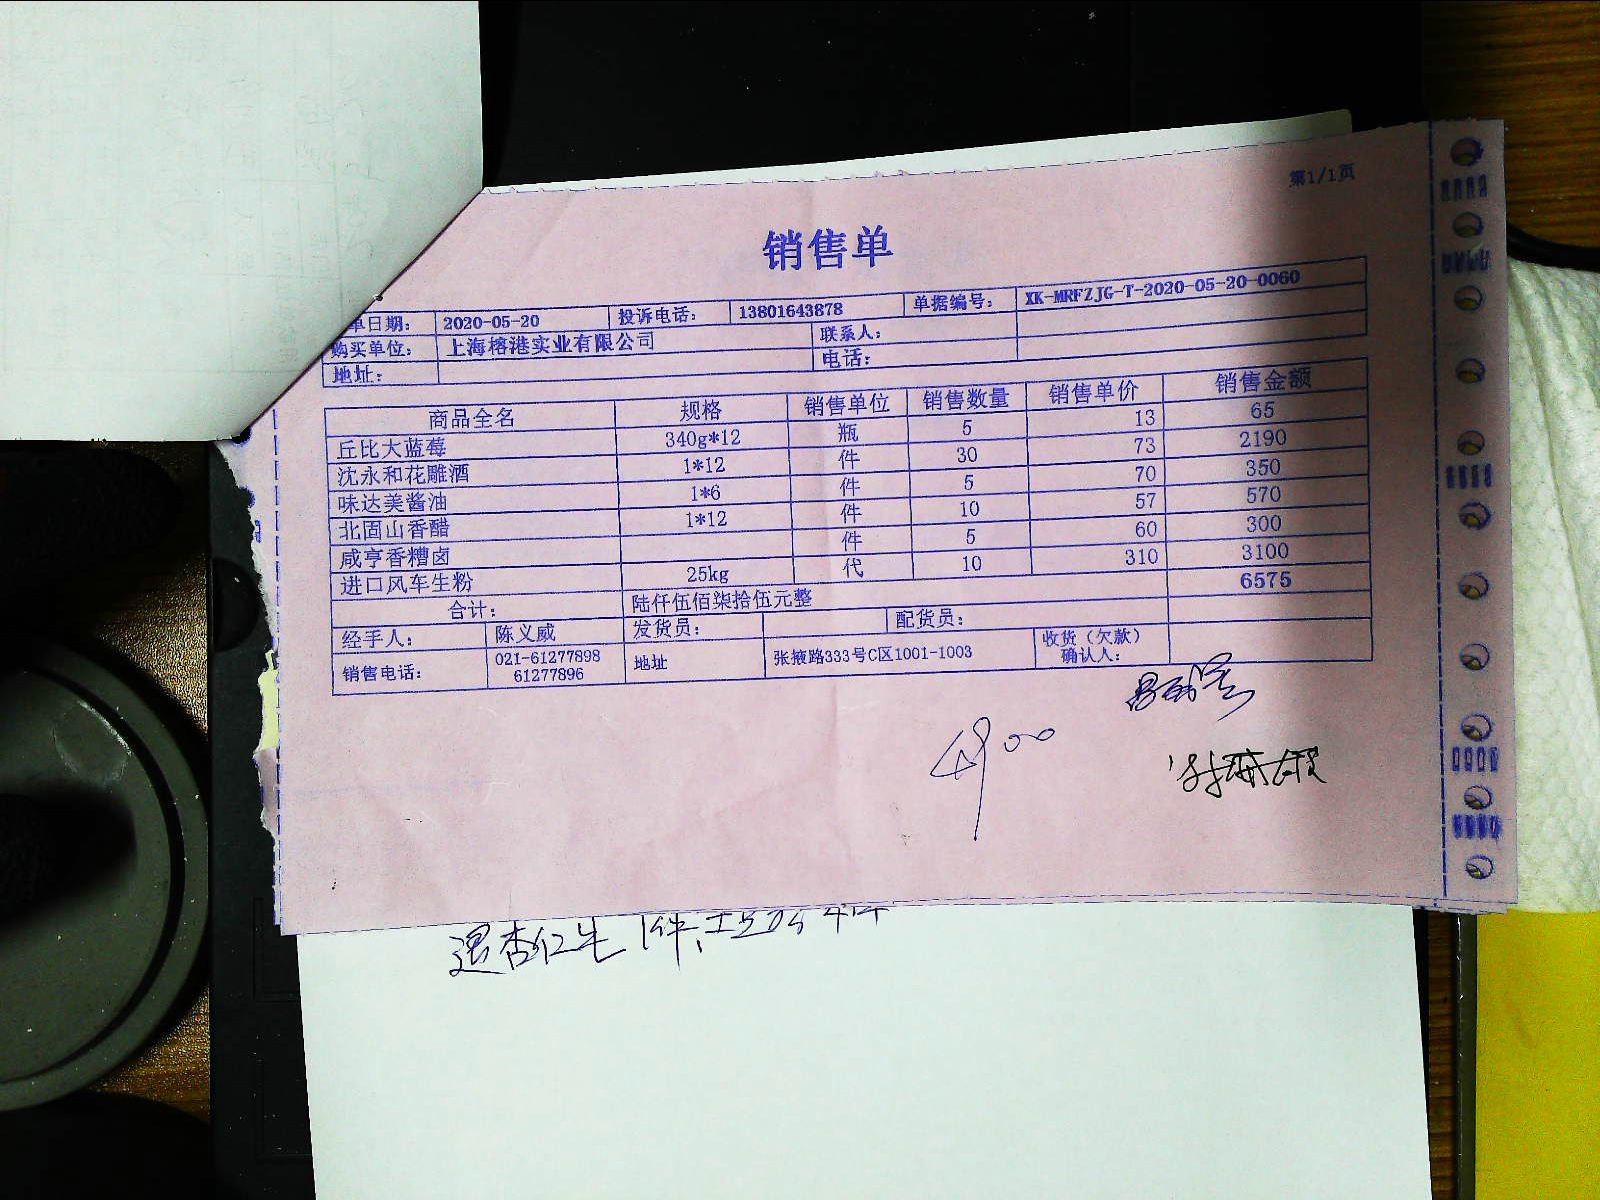 第1/1页
销售单
单日期： 2020-05-20 投诉电话： 13801643878 单据编号： XK-MRFZJG-T-2020-05-20-0060
购买单位： 上海榕港实业有限公司 联系人：
地址： 电话：
商品全名 规格 销售单位 销售数量 销售单价 销售金额
丘比大蓝莓 340g*12 瓶 5 13 65
沈永和花雕酒 1*12 件 30 73 2190
味达美酱油 1*6 件 5 70 350
北固山香醋 1*12 件 10 57 570
咸亨香糟卤 件 5 60 300
进口风车生粉 25kg 代 10 310 3100
合计： 陆仟伍佰柒拾伍元整 6575
经手人： 陈义威 发货员： 配货员：
销售电话： 021-61277898 61277896 地址 张掖路333号C区1001-1003 收货（欠款）确认人：
退杏仁生1件、